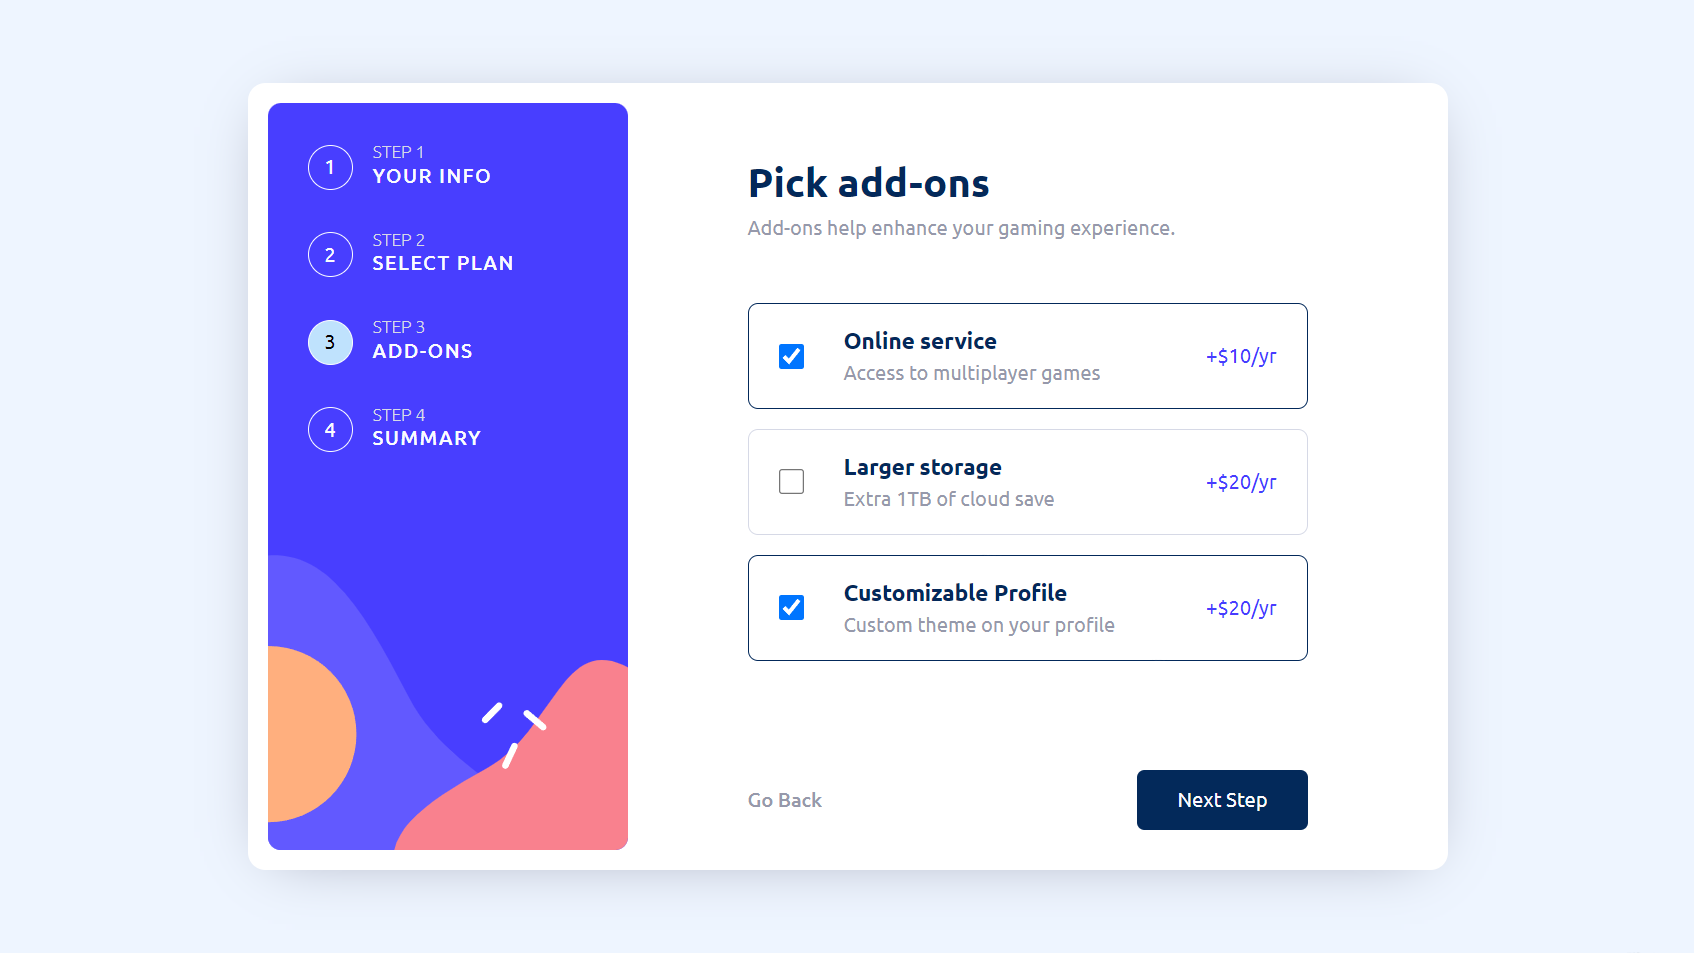 1
STEP 1
YOUR INFO
2
STEP 2
SELECT PLAN
3
STEP 3
ADD-ONS
4
STEP 4
SUMMARY
Pick add-ons
Add-ons help enhance your gaming experience.
Online service
Access to multiplayer games
+$10/yr
Larger storage
Extra 1TB of cloud save
+$20/yr
Customizable Profile
Custom theme on your profile
+$20/yr
Go Back
Next Step